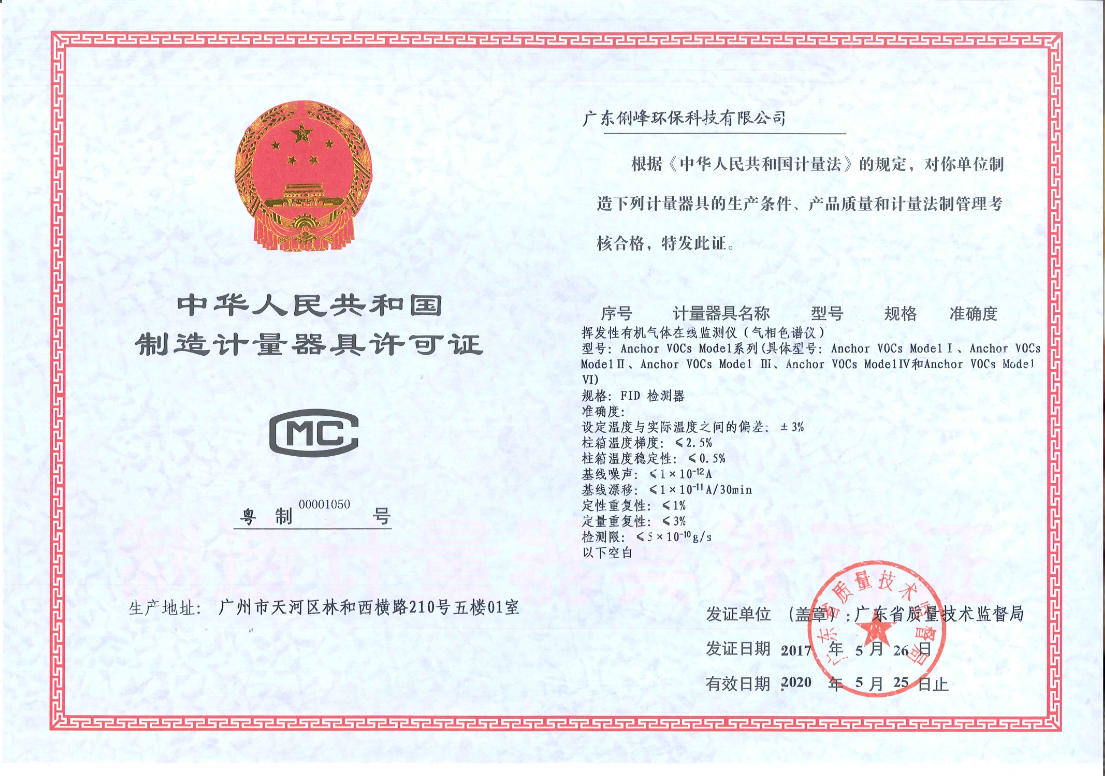 中华人民共和国
制造计量器具许可证
MC
粤 制 00001050 号
生产地址: 广州市天河区林和西横路210号五楼01室
广东俐峰环保科技有限公司
根据《中华人民共和国计量法》的规定,对你单位制
造下列计量器具的生产条件、产品质量和计量法制管理考
核合格,特发此证。
序号 计量器具名称 型号 规格 准确度
挥发性有机气体在线监测仪(气相色谱仪)
型号: Anchor VOCs Model系列(具体型号: Anchor VOCs ModelⅠ、Anchor VOCs
ModelⅡ、Anchor VOCs Model Ⅲ、Anchor VOCs ModelⅣ和Anchor VOCs Model
Ⅵ)
规格: FID 检测器
准确度:
设定温度与实际温度之间的偏差: ±3%
柱箱温度梯度: ≤2.5%
柱箱温度稳定性: ≤0.5%
基线噪声: ≤1×10⁻¹²A
基线漂移: ≤1×10⁻¹¹A/30min
定性重复性: ≤1%
定量重复性: ≤3%
检测限: ≤5×10⁻¹⁰g/s
以下空白
发证单位 (盖章):广东省质量技术监督局
发证日期 2017 年 5 月 26 日
有效日期:2020 年 5 月 25 日止
广东省质量技术监督局